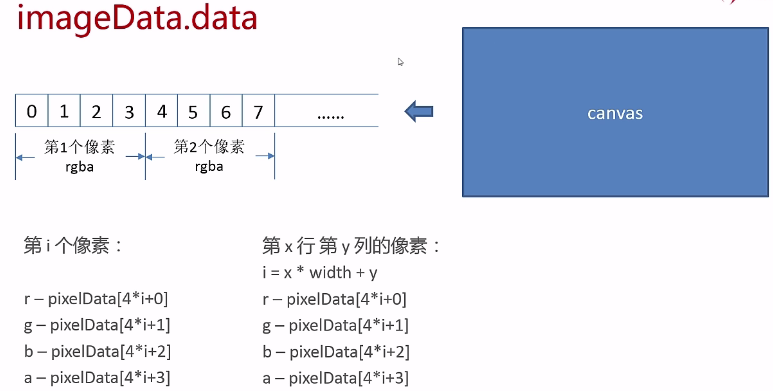 imageData.data
canvas
0 1 2 3 4 5 6 7 ......
第1个像素 第2个像素
rgba rgba
第 i 个像素：
r – pixelData[4*i+0]
g – pixelData[4*i+1]
b – pixelData[4*i+2]
a – pixelData[4*i+3]
第 x 行 第 y 列的像素：
i = x * width + y
r – pixelData[4*i+0]
g – pixelData[4*i+1]
b – pixelData[4*i+2]
a – pixelData[4*i+3]